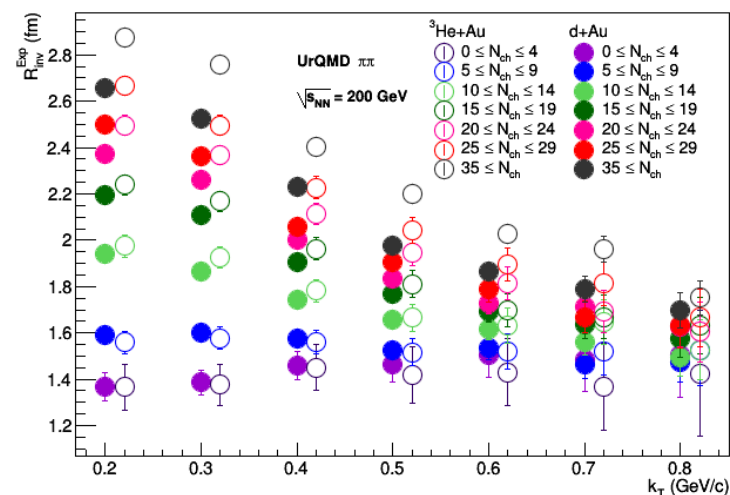 R_inv^Exp (fm)
2.8
2.6
2.4
2.2
2
1.8
1.6
1.4
1.2
0.2 0.3 0.4 0.5 0.6 0.7 0.8
k_T (GeV/c)
UrQMD ππ
√s_NN = 200 GeV
³He+Au d+Au
0 ≤ N_ch ≤ 4 0 ≤ N_ch ≤ 4
5 ≤ N_ch ≤ 9 5 ≤ N_ch ≤ 9
10 ≤ N_ch ≤ 14 10 ≤ N_ch ≤ 14
15 ≤ N_ch ≤ 19 15 ≤ N_ch ≤ 19
20 ≤ N_ch ≤ 24 20 ≤ N_ch ≤ 24
25 ≤ N_ch ≤ 29 25 ≤ N_ch ≤ 29
35 ≤ N_ch 35 ≤ N_ch